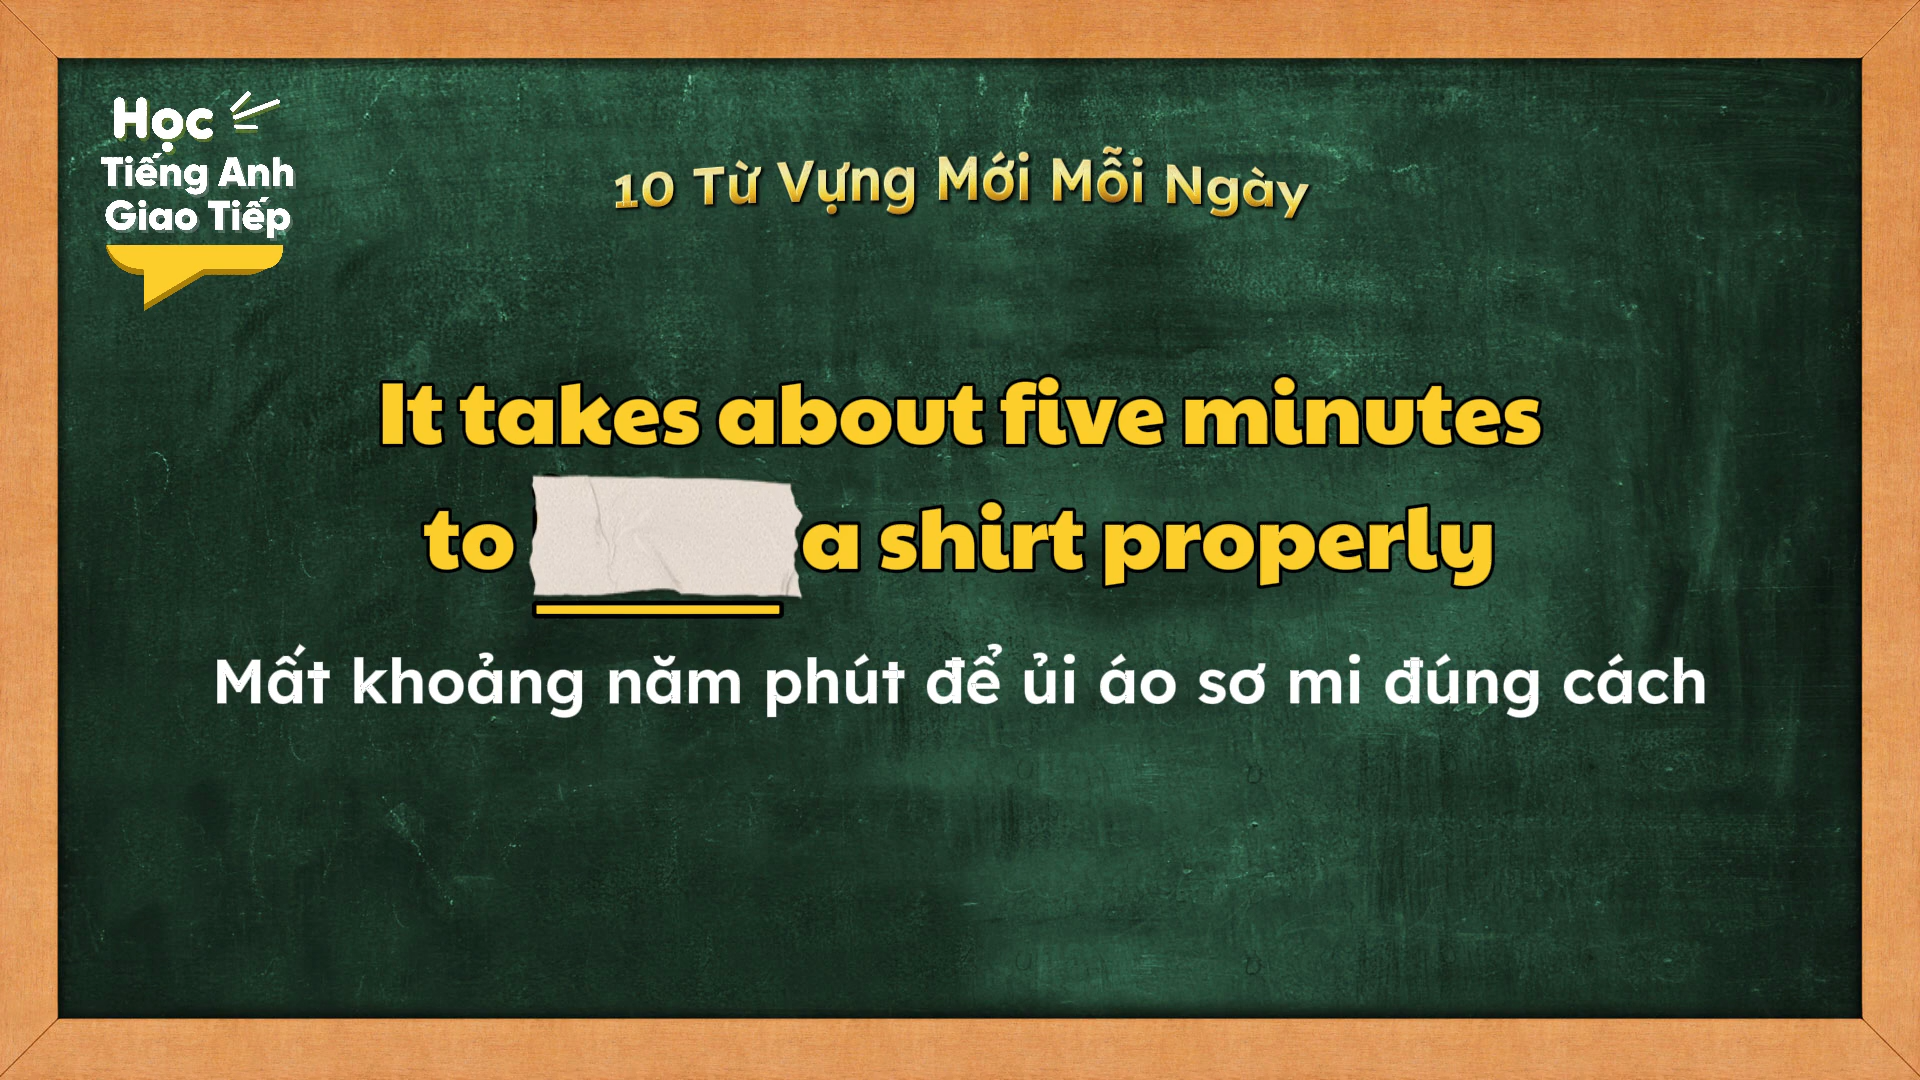 Học
Tiếng Anh
Giao Tiếp
10 Từ Vựng Mới Mỗi Ngày
It takes about five minutes
to a shirt properly
Mất khoảng năm phút để ủi áo sơ mi đúng cách